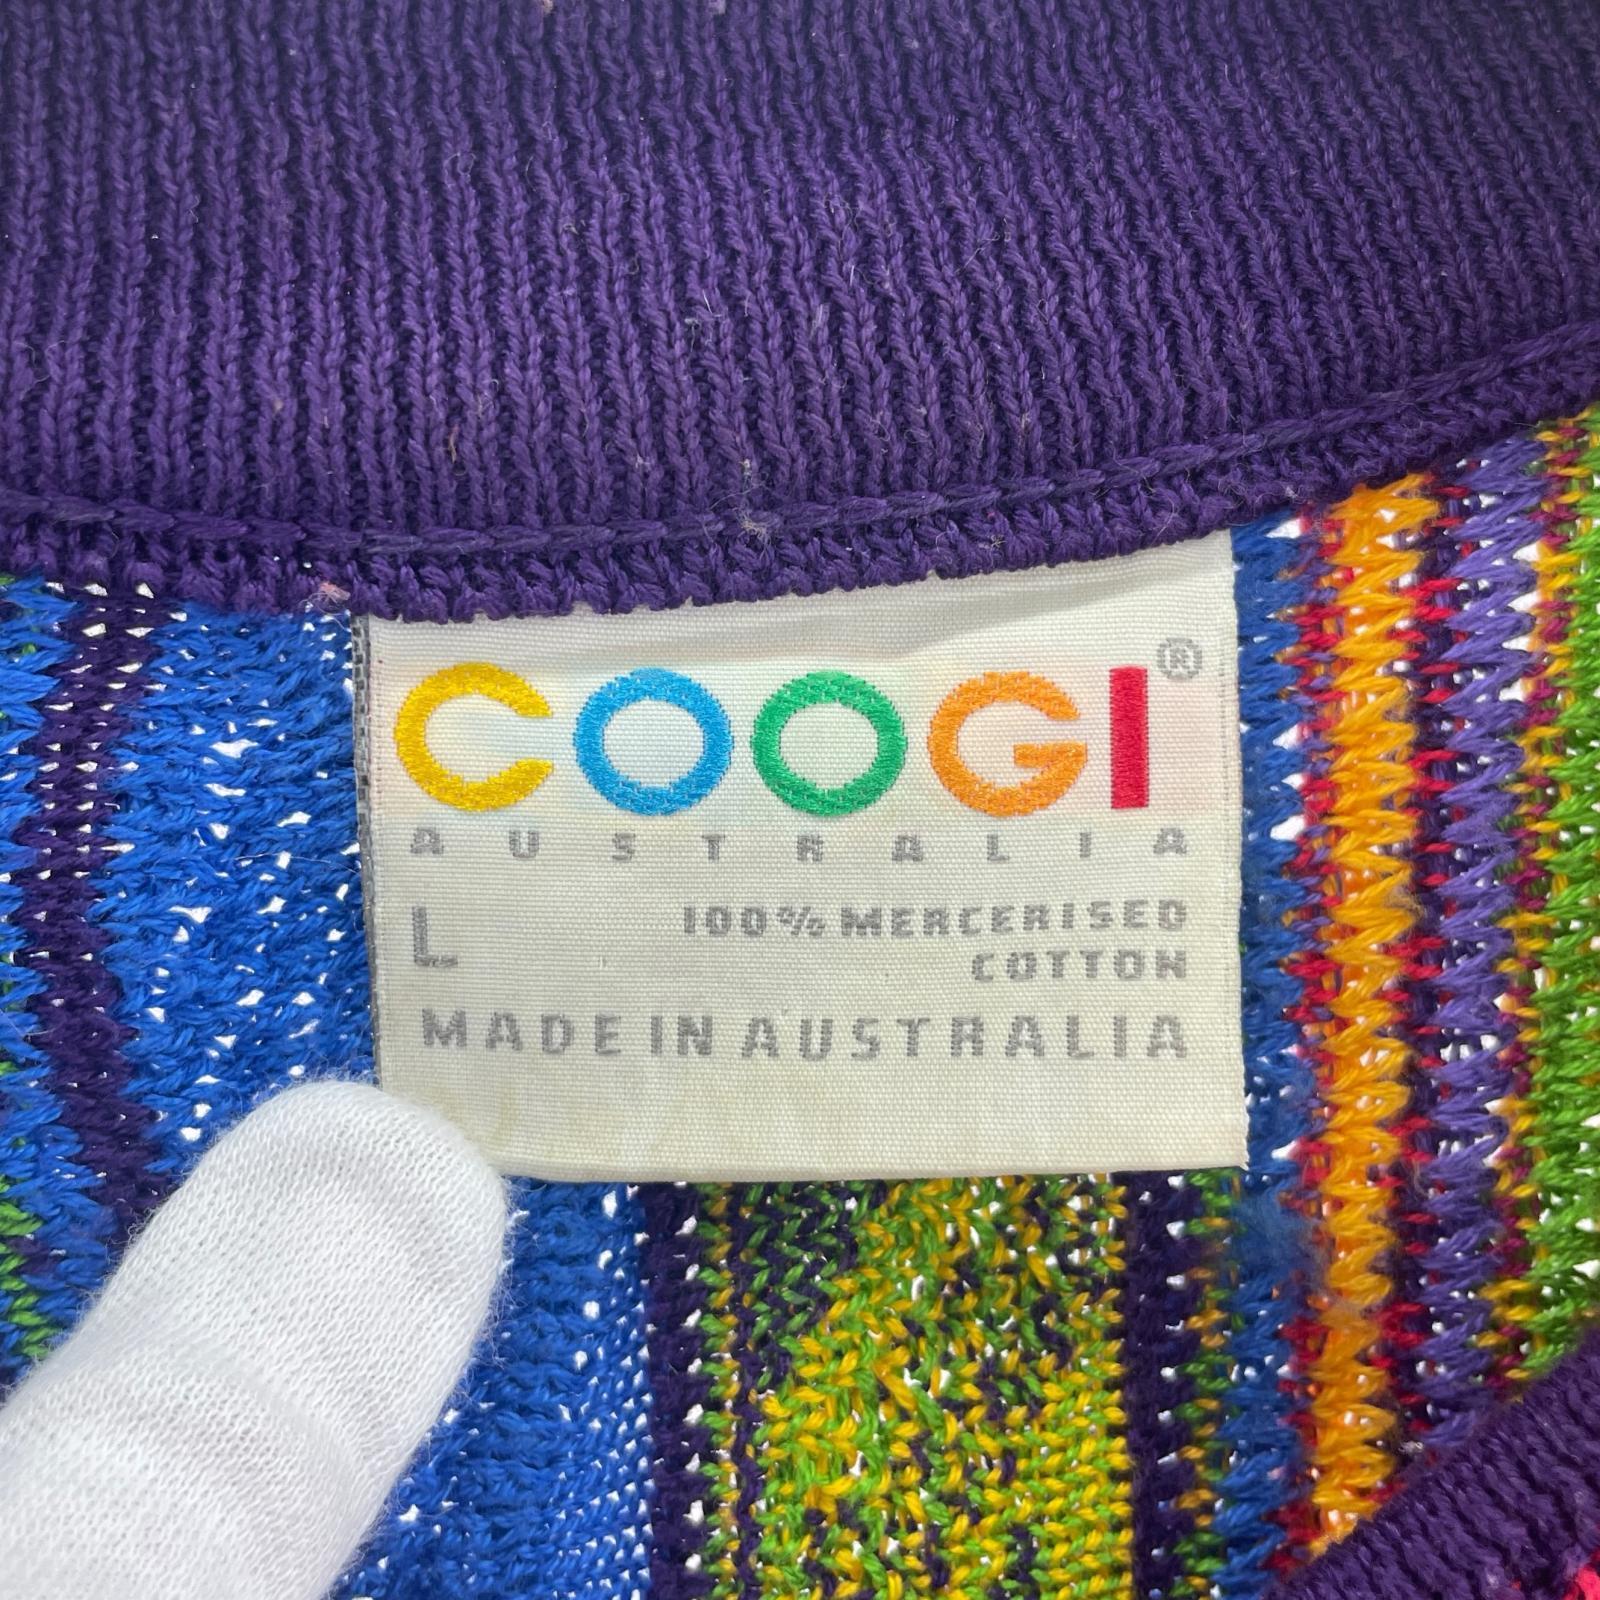 COOGI®
AUSTRALIA
L 100% MERCERISED
COTTON
MADE IN AUSTRALIA